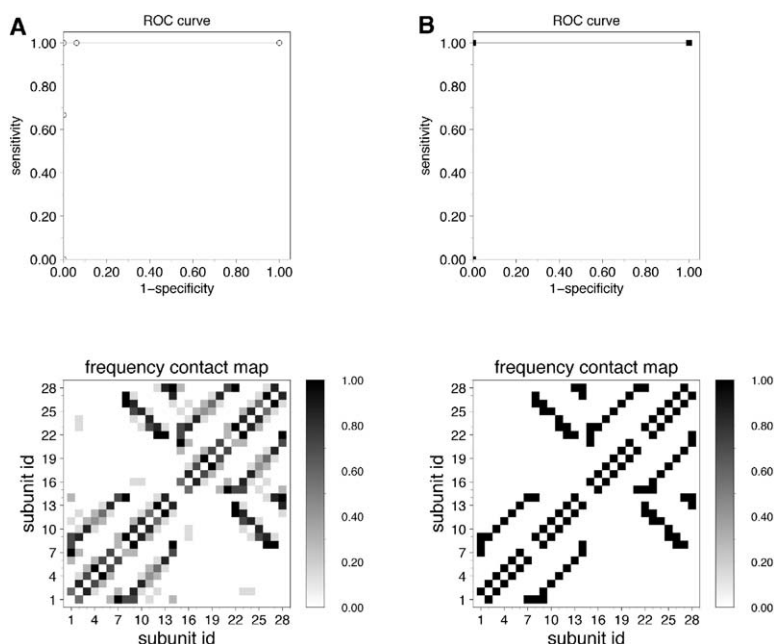 A
ROC curve
1.00
0.80
0.60
0.40
0.20
0.00
sensitivity
0.00 0.20 0.40 0.60 0.80 1.00
1-specificity
B
ROC curve
1.00
0.80
0.60
0.40
0.20
0.00
sensitivity
0.00 0.20 0.40 0.60 0.80 1.00
1-specificity
frequency contact map
28
25
22
19
16
13
10
7
4
1
subunit id
1 4 7 10 13 16 19 22 25 28
subunit id
1.00
0.80
0.60
0.40
0.20
0.00
frequency contact map
28
25
22
19
16
13
10
7
4
1
subunit id
1 4 7 10 13 16 19 22 25 28
subunit id
1.00
0.80
0.60
0.40
0.20
0.00